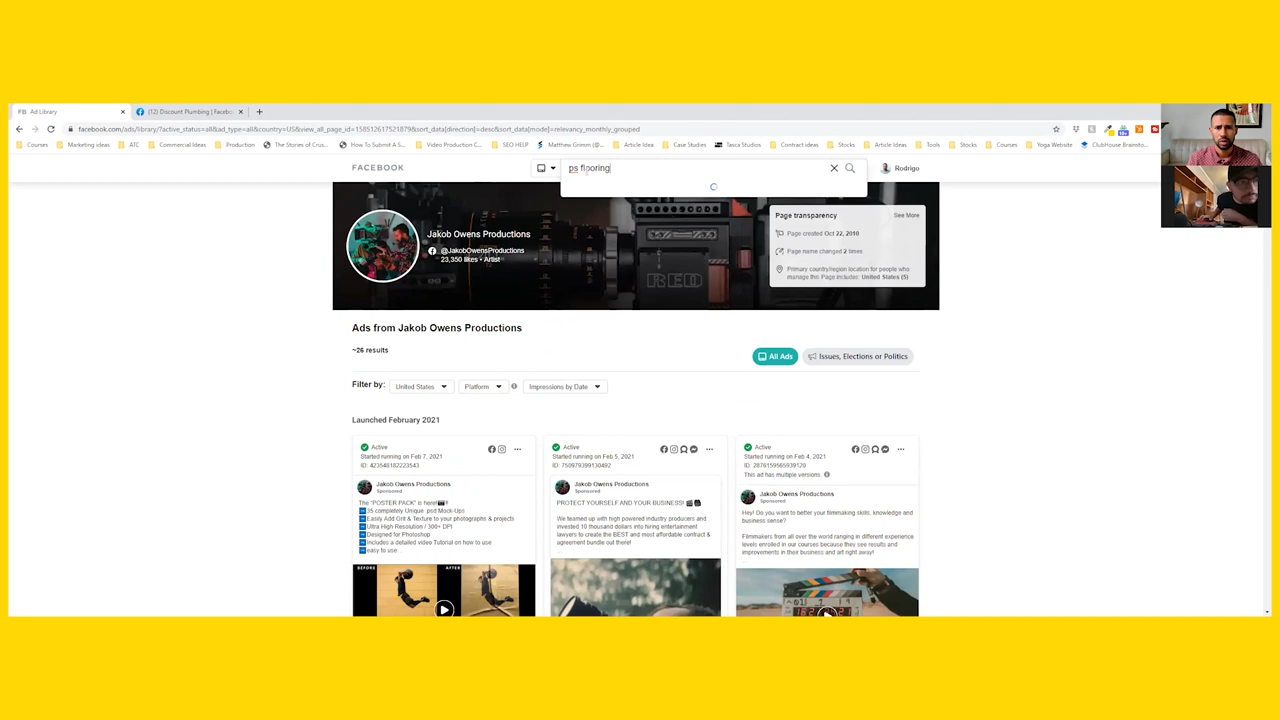 Ad Library
(12) Discount Plumbing | Facebo
facebook.com/ads/library/?active_status=all&ad_type=all&country=US&view_all_page_id=158512617521879&sort_data[direction]=desc&sort_data[mode]=relevancy_monthly_grouped
Courses
Marketing ideas
ATC
Commercial Ideas
Production
The Stories of Crus...
How To Submit A S...
Video Production C...
SEO HELP
Matthew Grimm (@...
Article Idea
Case Studies
Tasca Studios
Contract ideas
Stocks
Article Ideas
Tools
Stocks
Courses
Yoga Website
ClubHouse Brainsto...
FACEBOOK
ps flooring
Rodrigo
Jakob Owens Productions
@JakobOwensProductions
23,350 likes • Artist
RED
Page transparency
See More
Page created Oct 22, 2010
Page name changed 2 times
Primary country/region location for people who
manage this Page includes: United States (5)
Ads from Jakob Owens Productions
~26 results
All Ads
Issues, Elections or Politics
Filter by:
United States
Platform
Impressions by Date
Launched February 2021
Active
Started running on Feb 7, 2021
ID: 423548182223543
Jakob Owens Productions
Sponsored
The "POSTER PACK" is here!
35 completely Unique .psd Mock-Ups
Easily Add Grit & Texture to your photographs & projects
Ultra High Resolution / 300+ DPI
Designed for Photoshop
Includes a detailed video Tutorial on how to use
easy to use...
BEFORE
AFTER
Active
Started running on Feb 5, 2021
ID: 750979399130492
Jakob Owens Productions
Sponsored
PROTECT YOURSELF AND YOUR BUSINESS!
We teamed up with high powered industry producers and
invested 10 thousand dollars into hiring entertainment
lawyers to create the BEST and most affordable contract &
agreement bundle out there!
Active
Started running on Feb 4, 2021
ID: 2876159565939120
This ad has multiple versions.
Jakob Owens Productions
Sponsored
Hey! Do you want to better your filmmaking skills, knowledge and
business sense?
Filmmakers from all over the world ranging in different experience
levels enrolled in our courses because they see results and
improvements in their business and art right away!